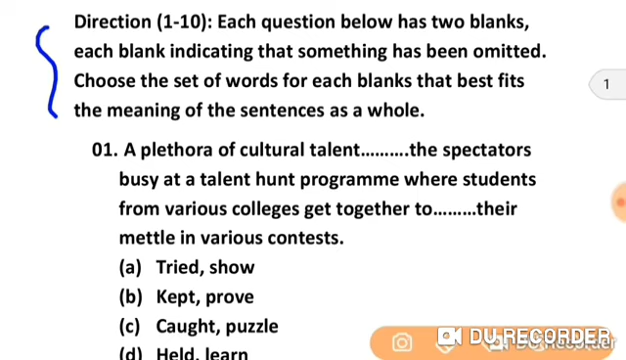 Direction (1-10): Each question below has two blanks,
each blank indicating that something has been omitted.
Choose the set of words for each blanks that best fits
the meaning of the sentences as a whole.
1
01. A plethora of cultural talent..........the spectators
busy at a talent hunt programme where students
from various colleges get together to.........their
mettle in various contests.
(a) Tried, show
(b) Kept, prove
(c) Caught, puzzle
(d) Held, learn
DU RECORDER